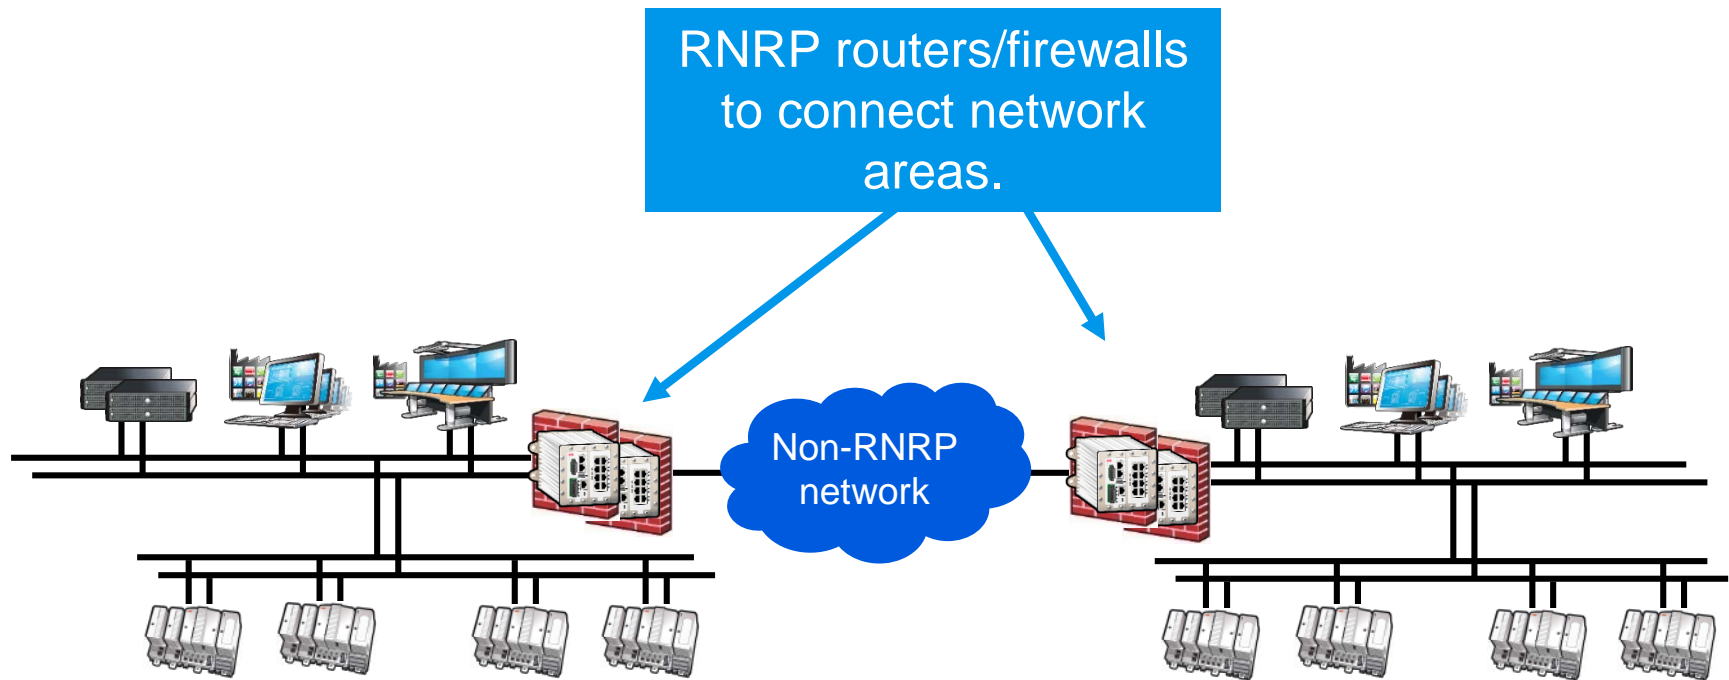 RNRP routers/firewalls
to connect network
areas.
Non-RNRP
network